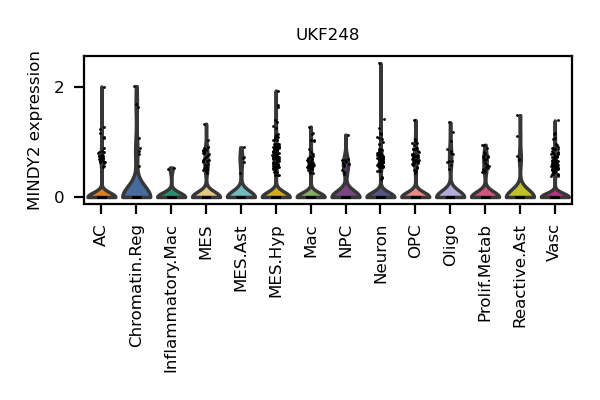 UKF248
MINDY2 expression
2
0
AC
Chromatin.Reg
Inflammatory.Mac
MES
MES.Ast
MES.Hyp
Mac
NPC
Neuron
OPC
Oligo
Prolif.Metab
Reactive.Ast
Vasc